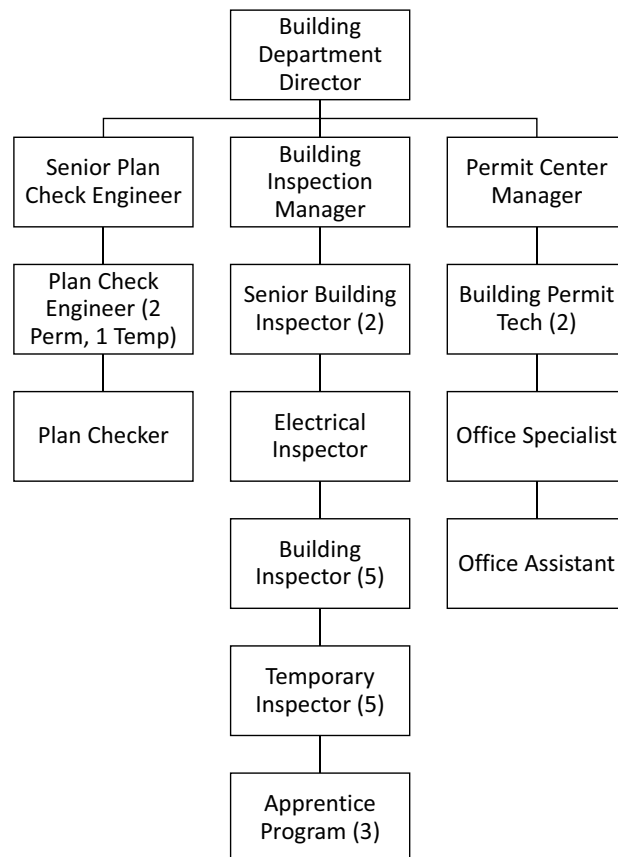 Building
Department
Director
Senior Plan
Check Engineer
Building
Inspection
Manager
Permit Center
Manager
Plan Check
Engineer (2
Perm, 1 Temp)
Senior Building
Inspector (2)
Building Permit
Tech (2)
Plan Checker
Electrical
Inspector
Office Specialist
Building
Inspector (5)
Office Assistant
Temporary
Inspector (5)
Apprentice
Program (3)